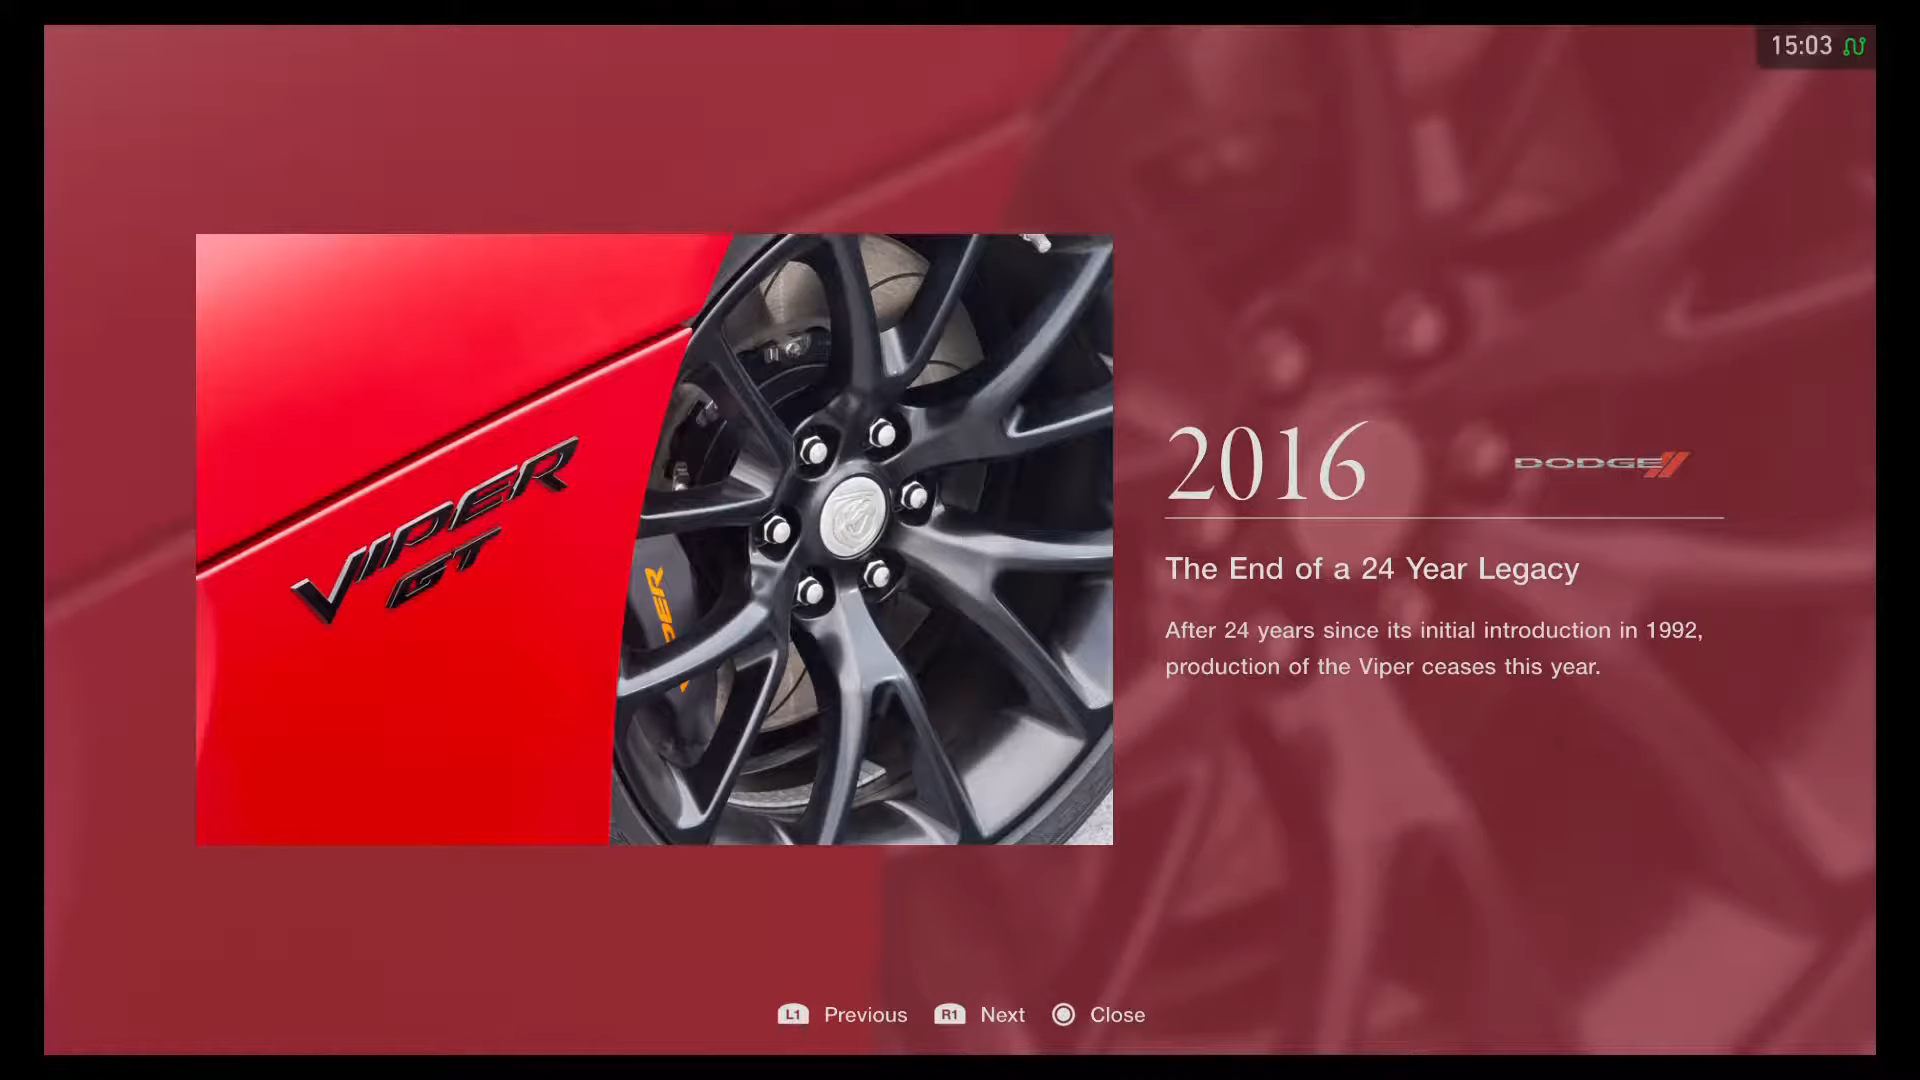 15:03
VIPER
GT
2016
DODGE
The End of a 24 Year Legacy
After 24 years since its initial introduction in 1992,
production of the Viper ceases this year.
L1 Previous R1 Next Close